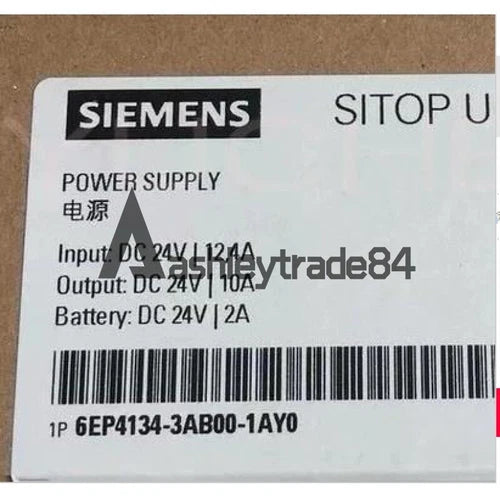 SIEMENS
SITOP U
POWER SUPPLY
电源
Input: DC 24V | 12,4A
ashleytrade84
Output: DC 24V | 10A
Battery: DC 24V | 2A
1P 6EP4134-3AB00-1AY0